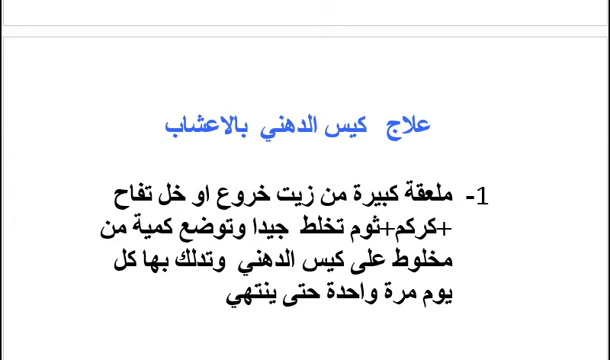 علاج كيس الدهني بالاعشاب
1- ملعقة كبيرة من زيت خروع او خل تفاح
+كركم+ثوم تخلط جيدا وتوضع كمية من
مخلوط على كيس الدهني وتدلك بها كل
يوم مرة واحدة حتى ينتهي